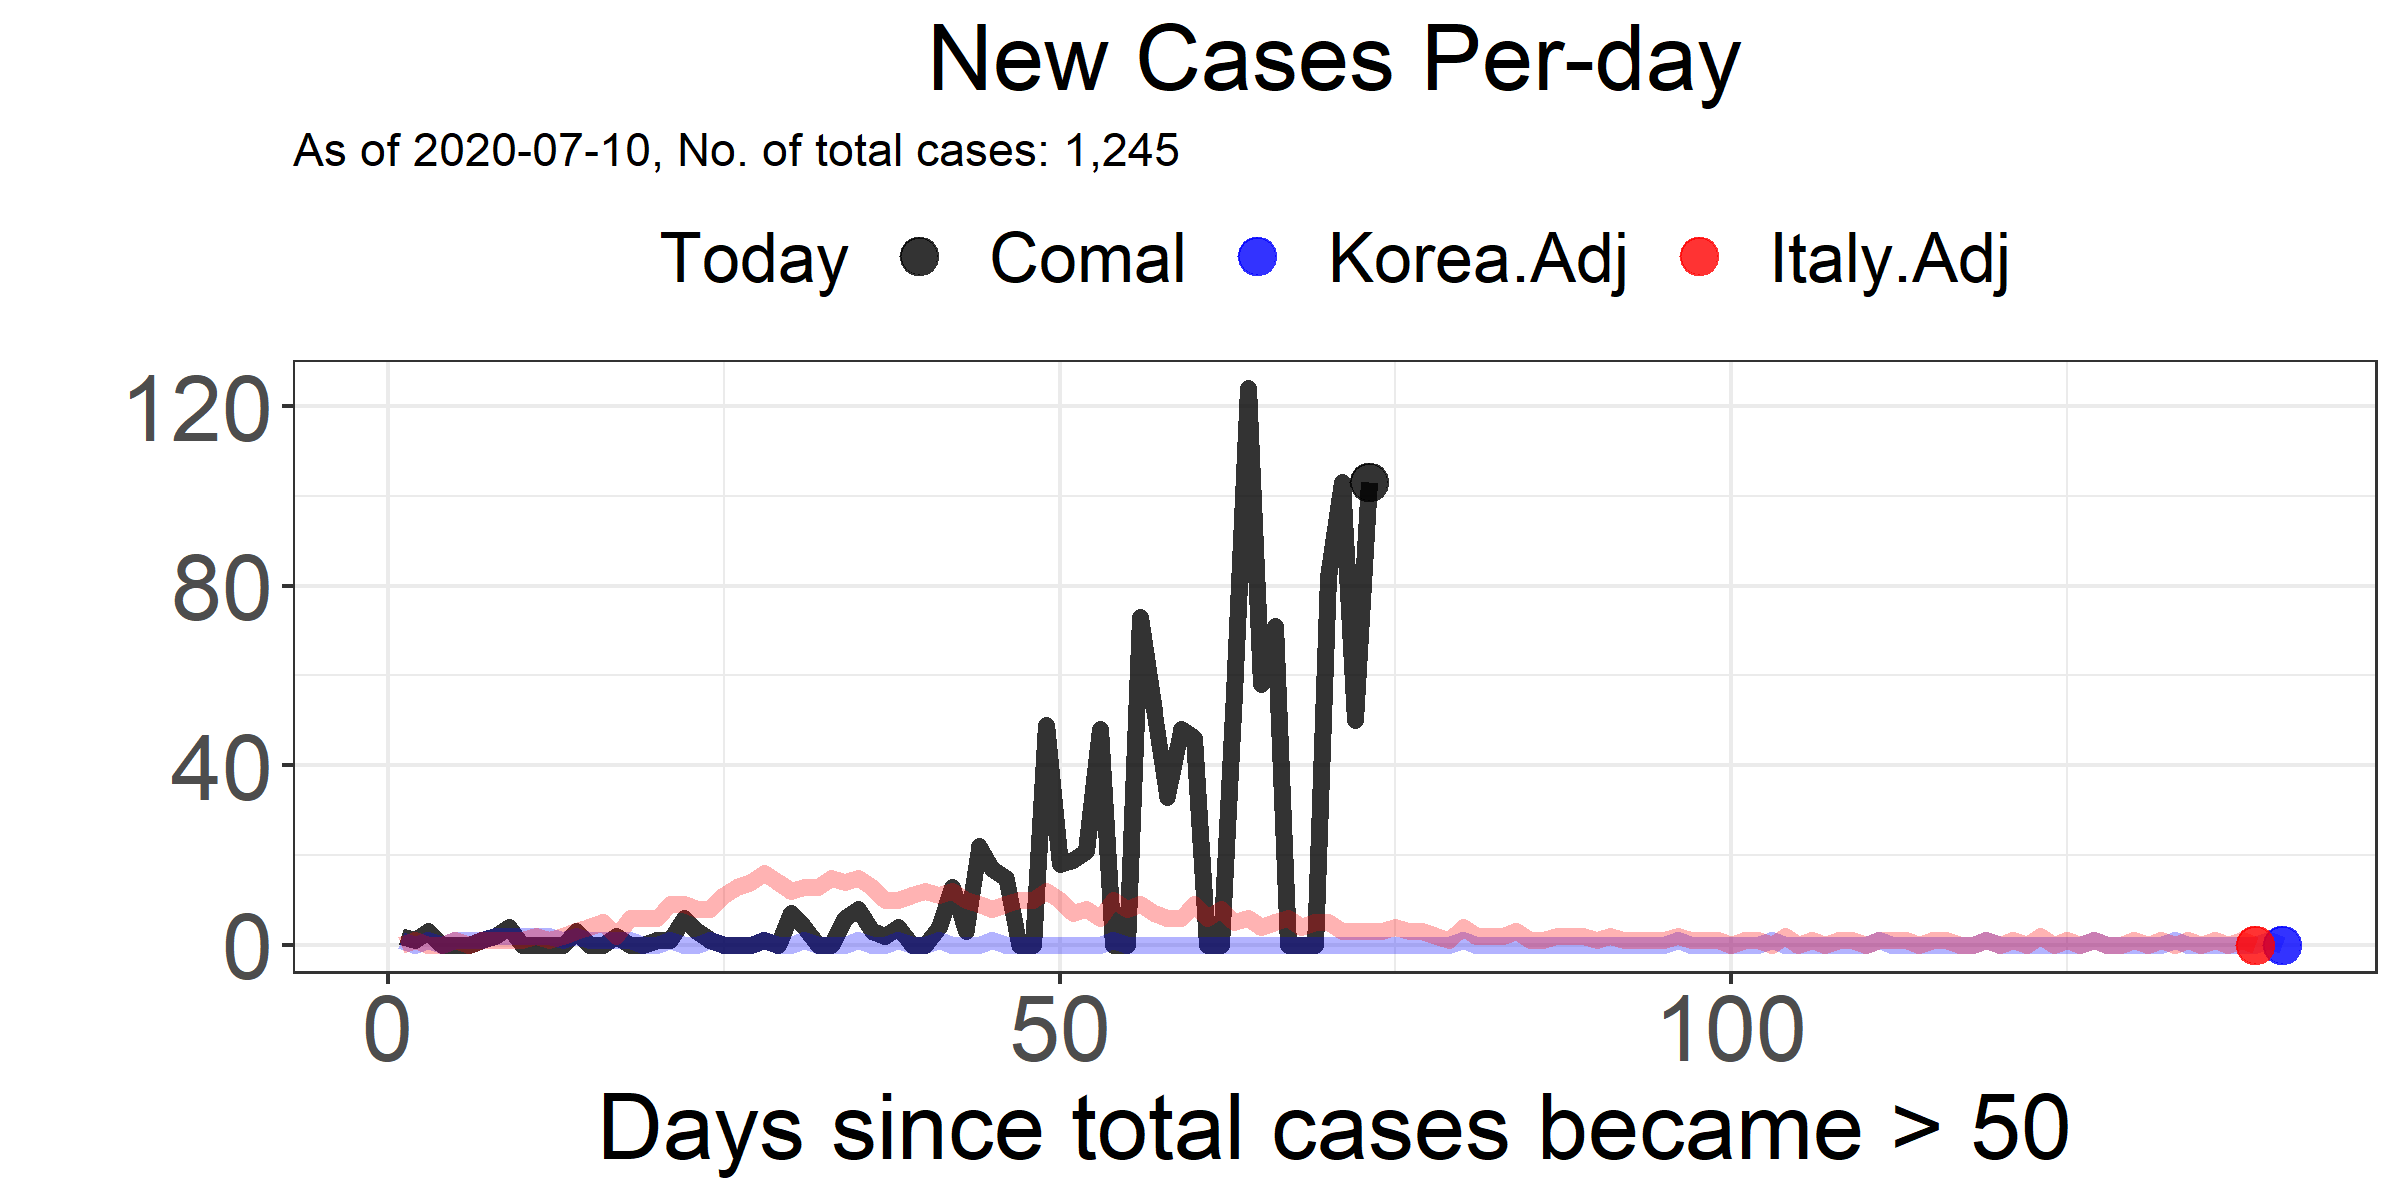 New Cases Per-day
As of 2020-07-10, No. of total cases: 1,245
Today Comal Korea.Adj Italy.Adj
120
80
40
0
0 50 100
Days since total cases became > 50